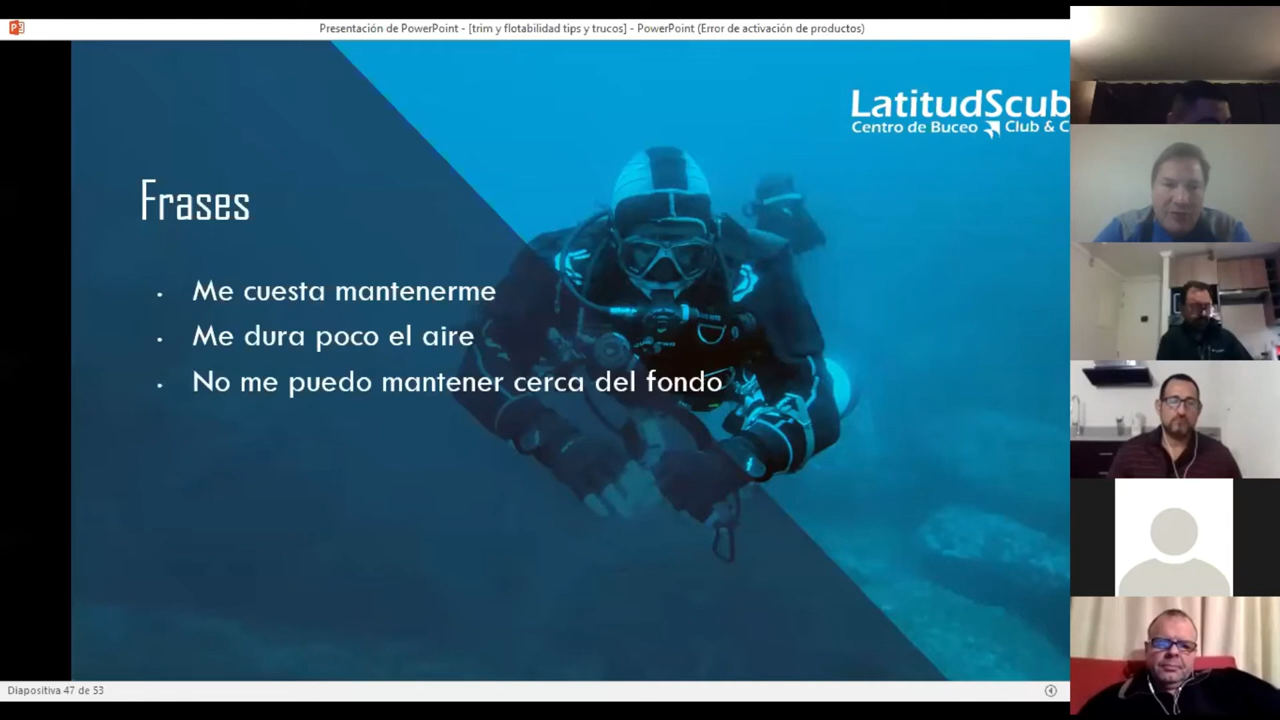 Presentación de PowerPoint - [trim y flotabilidad tips y trucos] - PowerPoint (Error de activación de productos)
LatitudScub
Centro de Buceo Club & C
Frases
• Me cuesta mantenerme
• Me dura poco el aire
• No me puedo mantener cerca del fondo
Diapositiva 47 de 53